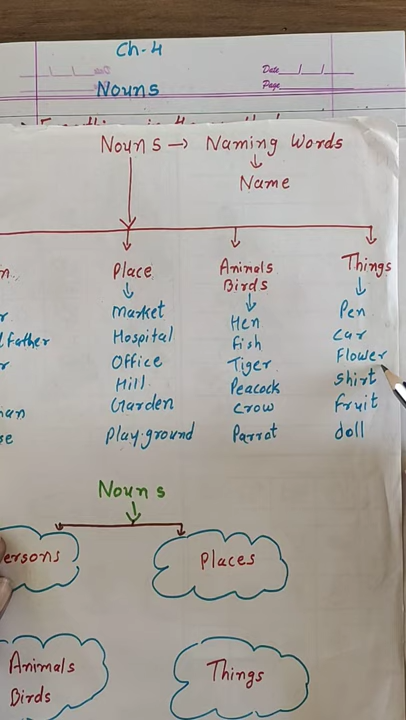 Ch-4
Date
Page
Nouns
Nouns → Naming Words
Name
Place
Market
Hospital
Office
Hill
Garden
Play-ground
Animals
Birds
Hen
Fish
Tiger
Peacock
Crow
Parrot
Things
Pen
Car
Flower
Shirt
Fruit
doll
Nouns
ersons
Places
Animals
Birds
Things